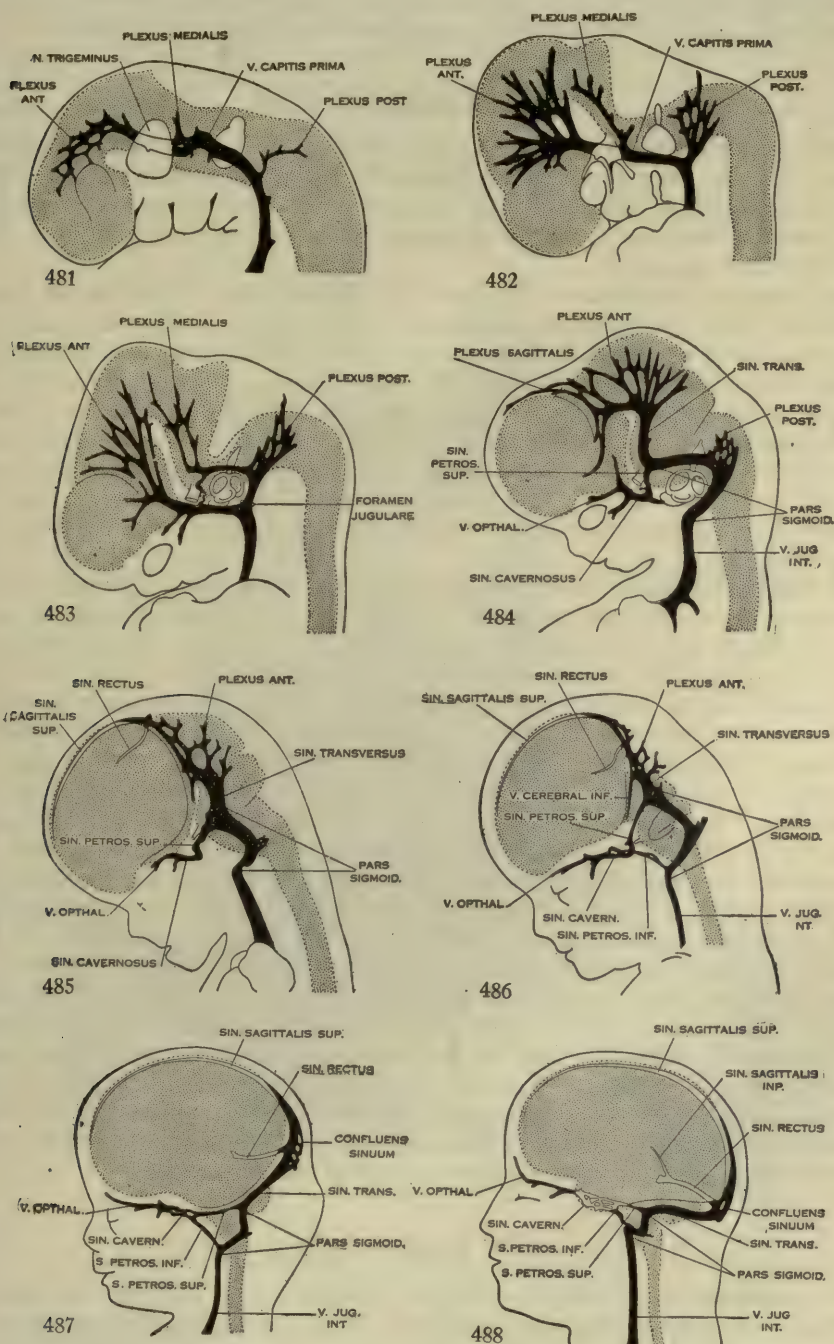 PLEXUS MEDIALIS
N. TRIGEMINUS
V. CAPITIS PRIMA
PLEXUS
ANT
PLEXUS POST
481
PLEXUS MEDIALIS
V. CAPITIS PRIMA
PLEXUS
ANT.
PLEXUS
POST.
482
PLEXUS MEDIALIS
PLEXUS ANT
PLEXUS POST.
FORAMEN
JUGULARE
483
PLEXUS ANT
PLEXUS SAGITTALIS
SIN. TRANS.
PLEXUS
POST.
SIN.
PETROS.
SUP.
PARS
SIGMOID.
V. OPTHAL.
V. JUG
INT.
SIN. CAVERNOSUS
484
SIN. RECTUS
PLEXUS ANT.
SIN.
SAGITTALIS
SUP.
SIN. TRANSVERSUS
SIN. PETROS. SUP.
PARS
SIGMOID.
V. OPTHAL.
SIN. CAVERNOSUS
485
SIN. RECTUS
PLEXUS ANT.
SIN. SAGITTALIS SUP.
SIN. TRANSVERSUS
V. CEREBRAL. INF.
SIN. PETROS. SUP.
PARS
SIGMOID.
V. OPTHAL.
SIN. CAVERN.
V. JUG.
NT.
SIN. PETROS. INF.
486
SIN. SAGITTALIS SUP.
SIN. RECTUS
CONFLUENS
SINUUM
SIN. TRANS.
V. OPTHAL.
SIN. CAVERN.
PARS SIGMOID.
S. PETROS. INF.
S. PETROS. SUP.
V. JUG.
INT
487
SIN. SAGITTALIS SUP.
SIN. SAGITTALIS
INP.
SIN. RECTUS
V. OPTHAL.
CONFLUENS
SINUUM
SIN. CAVERN.
SIN. TRANS.
S. PETROS. INF.
S. PETROS. SUP.
PARS SIGMOID.
V. JUG
INT.
488